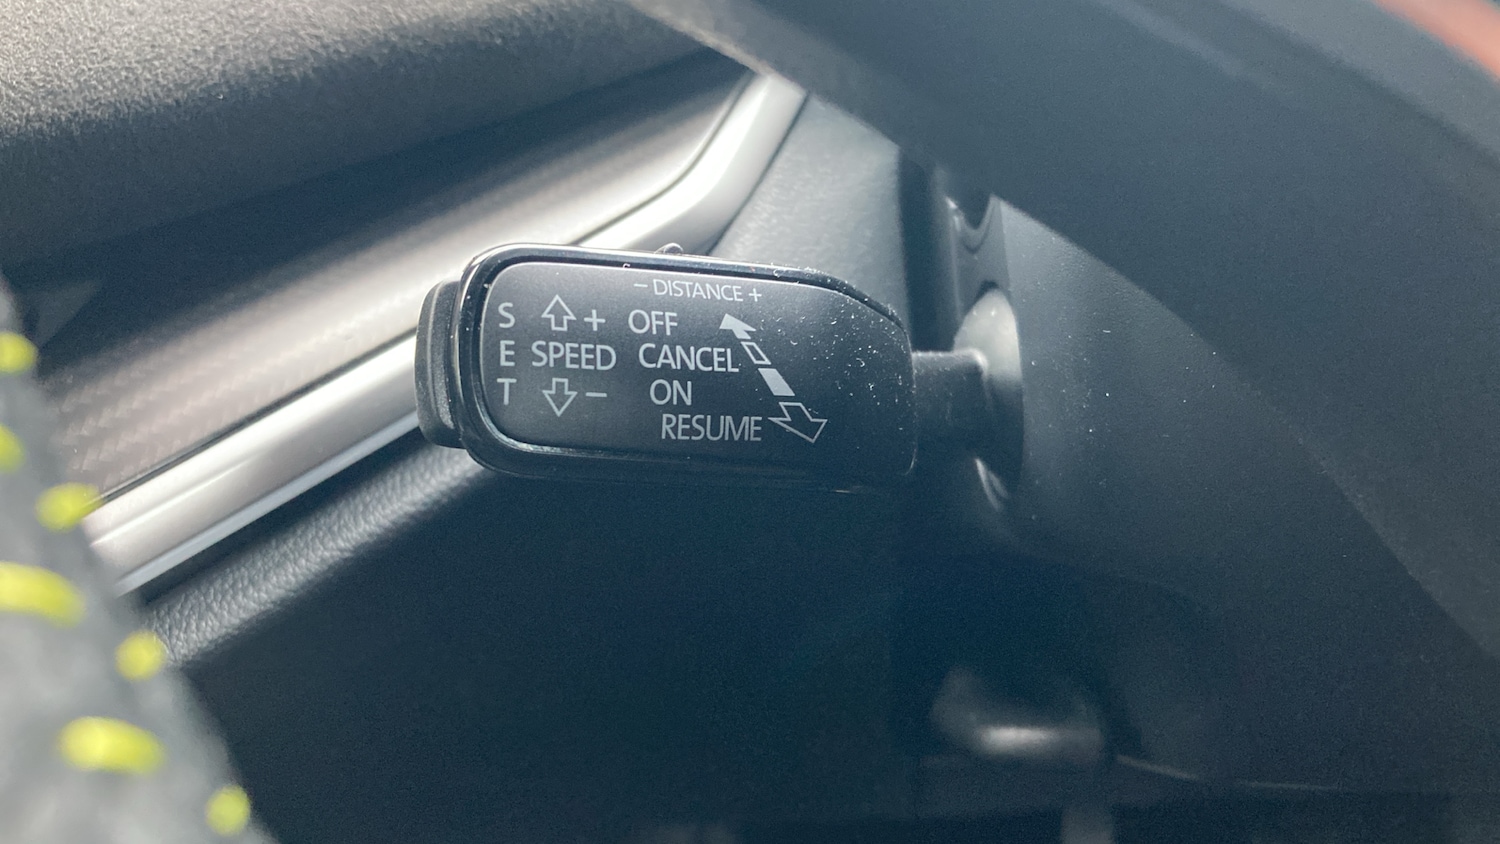 - DISTANCE +
S + OFF
E SPEED CANCEL
T - ON
RESUME